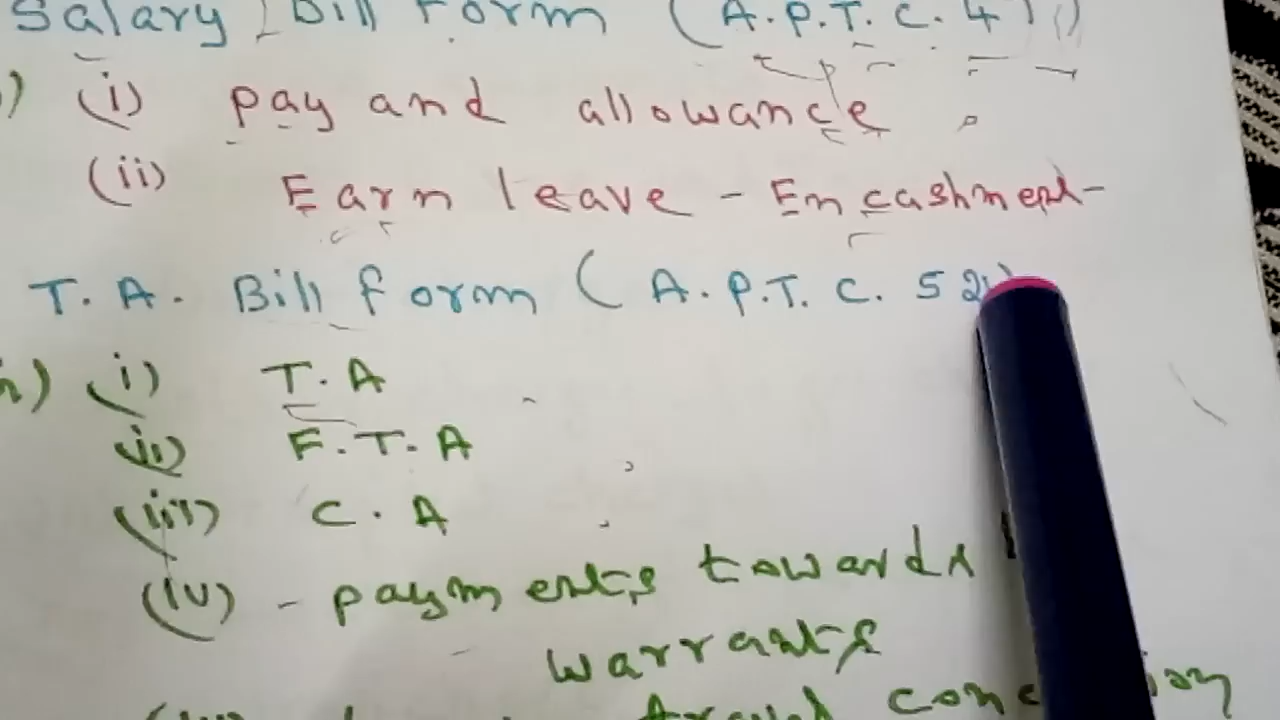 Salary Bill Form (A.P.T.C. 4
(i) Pay and allowance
(ii) Earn leave - Encashment
T. A. Bill form (A.P.T. C. 52
(i) T.A
(ii) F.T.A
(iii) C.A
(iv) - payments towards
warrants
Travel